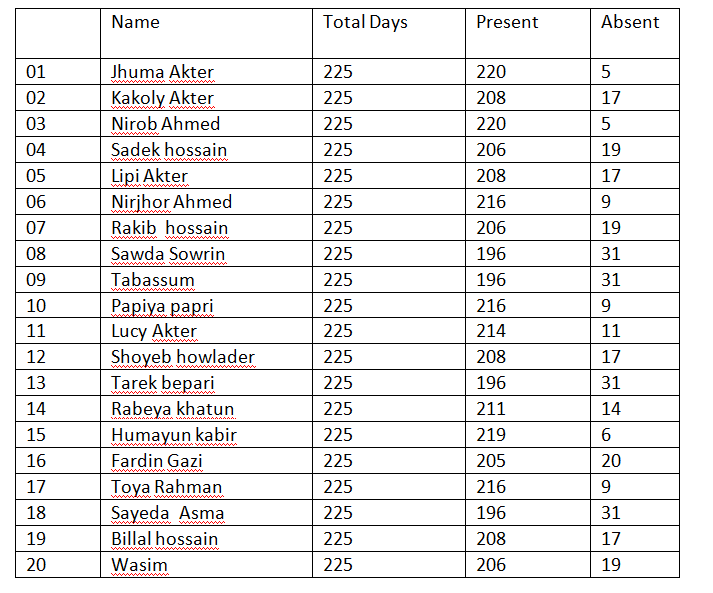 Name Total Days Present Absent
01 Jhuma Akter 225 220 5
02 Kakoly Akter 225 208 17
03 Nirob Ahmed 225 220 5
04 Sadek hossain 225 206 19
05 Lipi Akter 225 208 17
06 Nirjhor Ahmed 225 216 9
07 Rakib  hossain 225 206 19
08 Sawda Sowrin 225 196 31
09 Tabassum 225 196 31
10 Papiya papri 225 216 9
11 Lucy Akter 225 214 11
12 Shoyeb howlader 225 208 17
13 Tarek bepari 225 196 31
14 Rabeya khatun 225 211 14
15 Humayun kabir 225 219 6
16 Fardin Gazi 225 205 20
17 Toya Rahman 225 216 9
18 Sayeda  Asma 225 196 31
19 Billal hossain 225 208 17
20 Wasim 225 206 19